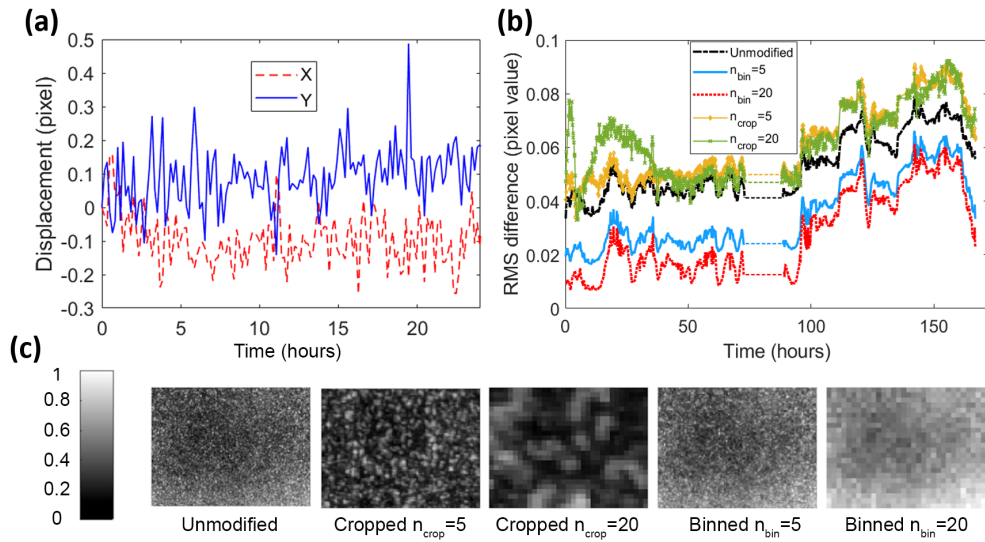 (a)
Displacement (pixel)
0.5
0.4
0.3
0.2
0.1
0
-0.1
-0.2
0.3
X
Y
0
5
10
15
20
Time (hours)
(b)
RMS difference (pixel value)
0.1
0.08
0.06
0.04
0.02
0
Unmodified
n_bin=5
n_bin=20
n_crop=5
n_crop=20
0
50
100
150
Time (hours)
(c)
1
0.8
0.6
0.4
0.2
0
Unmodified
Cropped n_crop=5
Cropped n_crop=20
Binned n_bin=5
Binned n_bin=20